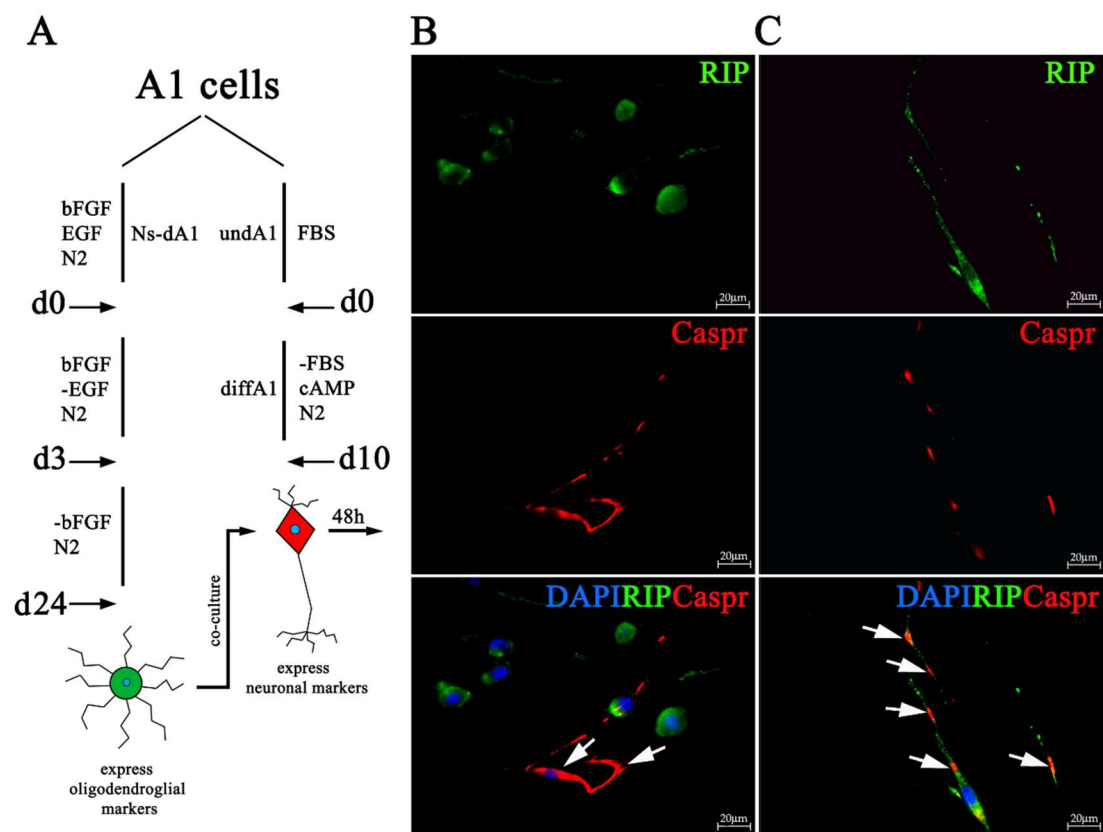 A
A1 cells
bFGF
EGF
N2
Ns-dA1
undA1
FBS
d0
d0
bFGF
-EGF
N2
diffA1
-FBS
cAMP
N2
d3
d10
-bFGF
N2
48h
d24
co-culture
express
neuronal markers
express
oligodendroglial
markers
B
RIP
20µm
Caspr
20µm
DAPIRIPCaspr
20µm
C
RIP
20µm
Caspr
20µm
DAPIRIPCaspr
20µm